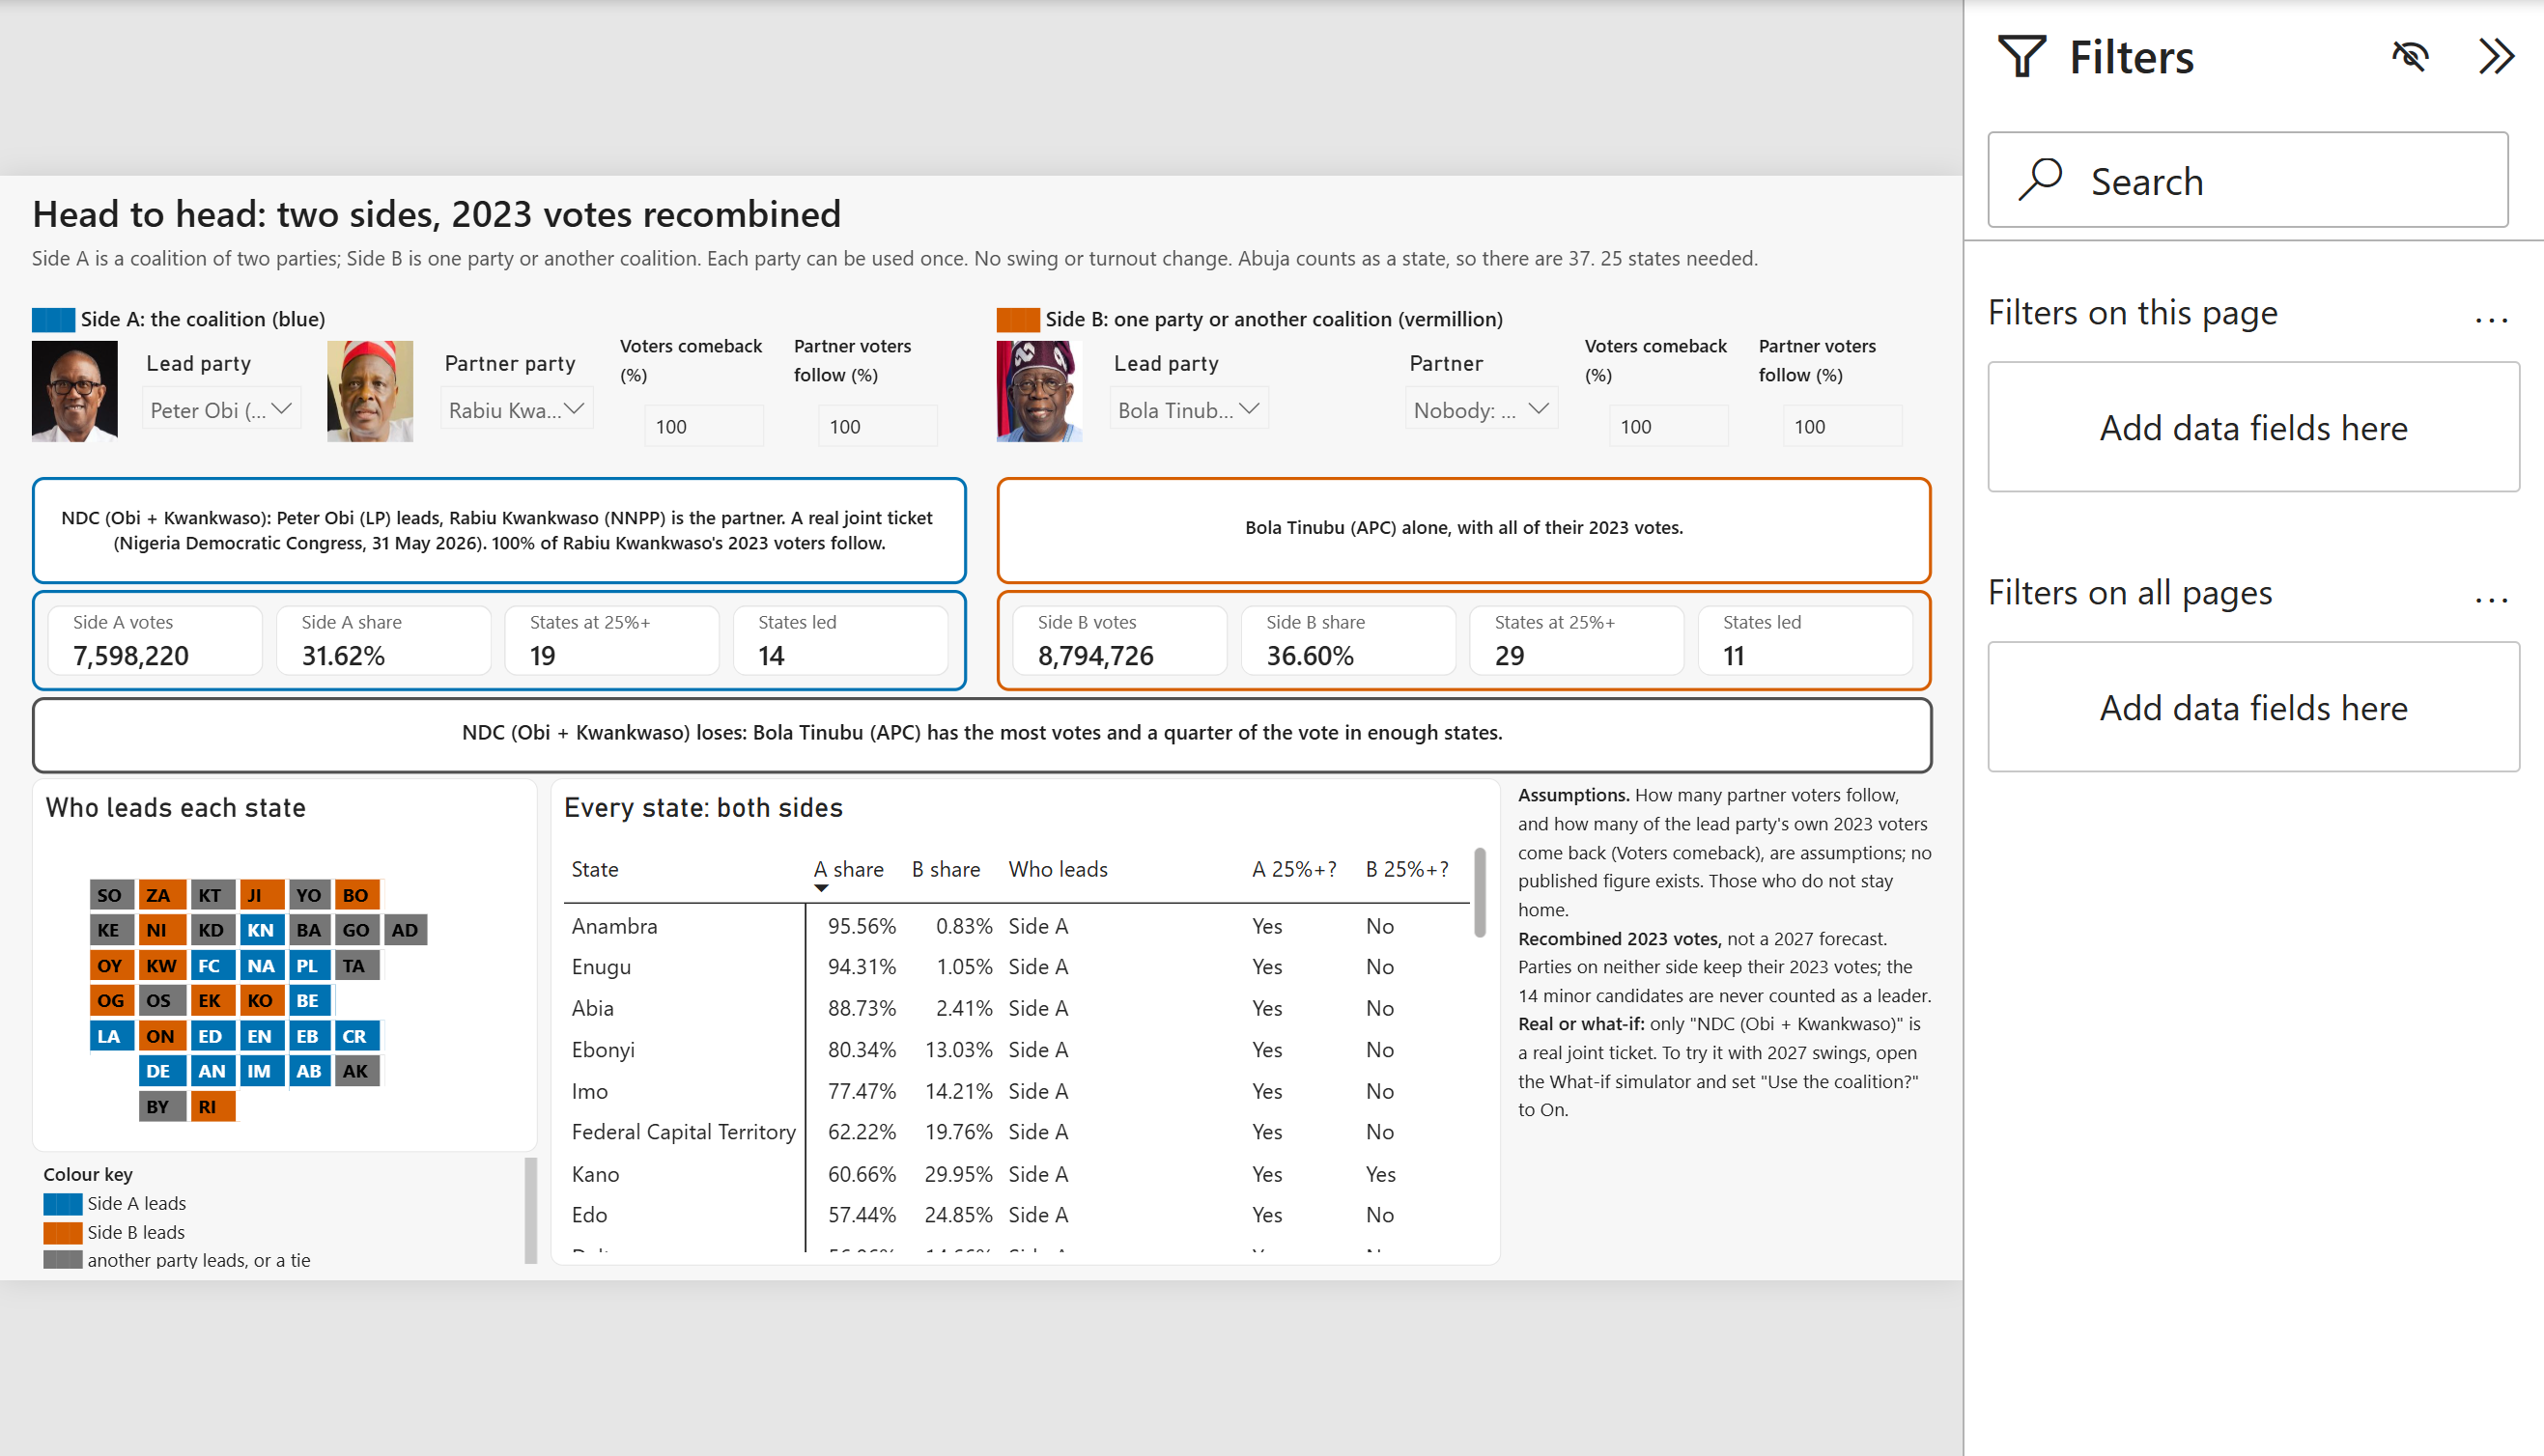 Filters
Search
Filters on this page
...
Add data fields here
Filters on all pages
...
Add data fields here
Head to head: two sides, 2023 votes recombined
Side A is a coalition of two parties; Side B is one party or another coalition. Each party can be used once. No swing or turnout change. Abuja counts as a state, so there are 37. 25 states needed.
Side A: the coalition (blue)
Lead party
Peter Obi (...
Partner party
Rabiu Kwa...
Voters comeback
(%)
100
Partner voters
follow (%)
100
Side B: one party or another coalition (vermillion)
Lead party
Bola Tinub...
Partner
Nobody: ...
Voters comeback
(%)
100
Partner voters
follow (%)
100
NDC (Obi + Kwankwaso): Peter Obi (LP) leads, Rabiu Kwankwaso (NNPP) is the partner. A real joint ticket
(Nigeria Democratic Congress, 31 May 2026). 100% of Rabiu Kwankwaso's 2023 voters follow.
Bola Tinubu (APC) alone, with all of their 2023 votes.
Side A votes
7,598,220
Side A share
31.62%
States at 25%+
19
States led
14
Side B votes
8,794,726
Side B share
36.60%
States at 25%+
29
States led
11
NDC (Obi + Kwankwaso) loses: Bola Tinubu (APC) has the most votes and a quarter of the vote in enough states.
Who leads each state
SO ZA KT JI YO BO
KE NI KD KN BA GO AD
OY KW FC NA PL TA
OG OS EK KO BE
LA ON ED EN EB CR
DE AN IM AB AK
BY RI
Colour key
Side A leads
Side B leads
another party leads, or a tie
Every state: both sides
State A share B share Who leads A 25%+? B 25%+?
Anambra 95.56% 0.83% Side A Yes No
Enugu 94.31% 1.05% Side A Yes No
Abia 88.73% 2.41% Side A Yes No
Ebonyi 80.34% 13.03% Side A Yes No
Imo 77.47% 14.21% Side A Yes No
Federal Capital Territory 62.22% 19.76% Side A Yes No
Kano 60.66% 29.95% Side A Yes Yes
Edo 57.44% 24.85% Side A Yes No
Assumptions. How many partner voters follow,
and how many of the lead party's own 2023 voters
come back (Voters comeback), are assumptions; no
published figure exists. Those who do not stay
home.
Recombined 2023 votes, not a 2027 forecast.
Parties on neither side keep their 2023 votes; the
14 minor candidates are never counted as a leader.
Real or what-if: only "NDC (Obi + Kwankwaso)" is
a real joint ticket. To try it with 2027 swings, open
the What-if simulator and set "Use the coalition?"
to On.